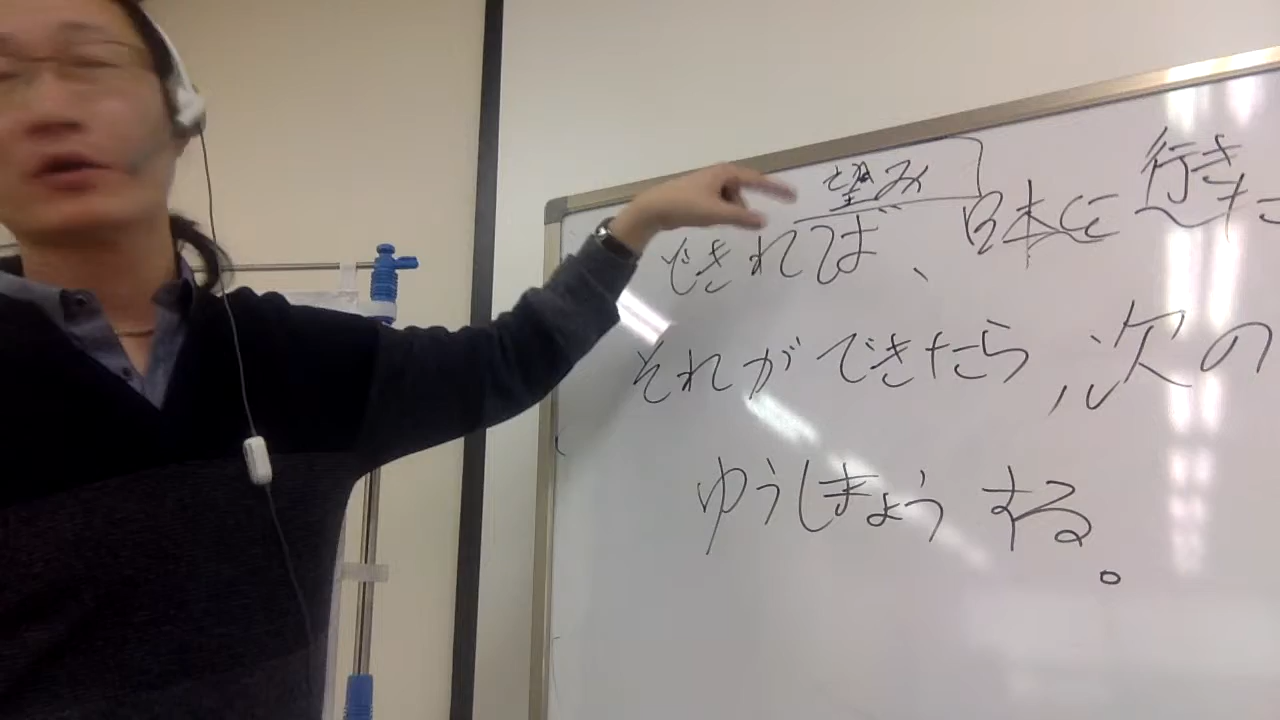 望み
できれば、日本に行きた
それができたら、次の
ゆうしょうする。